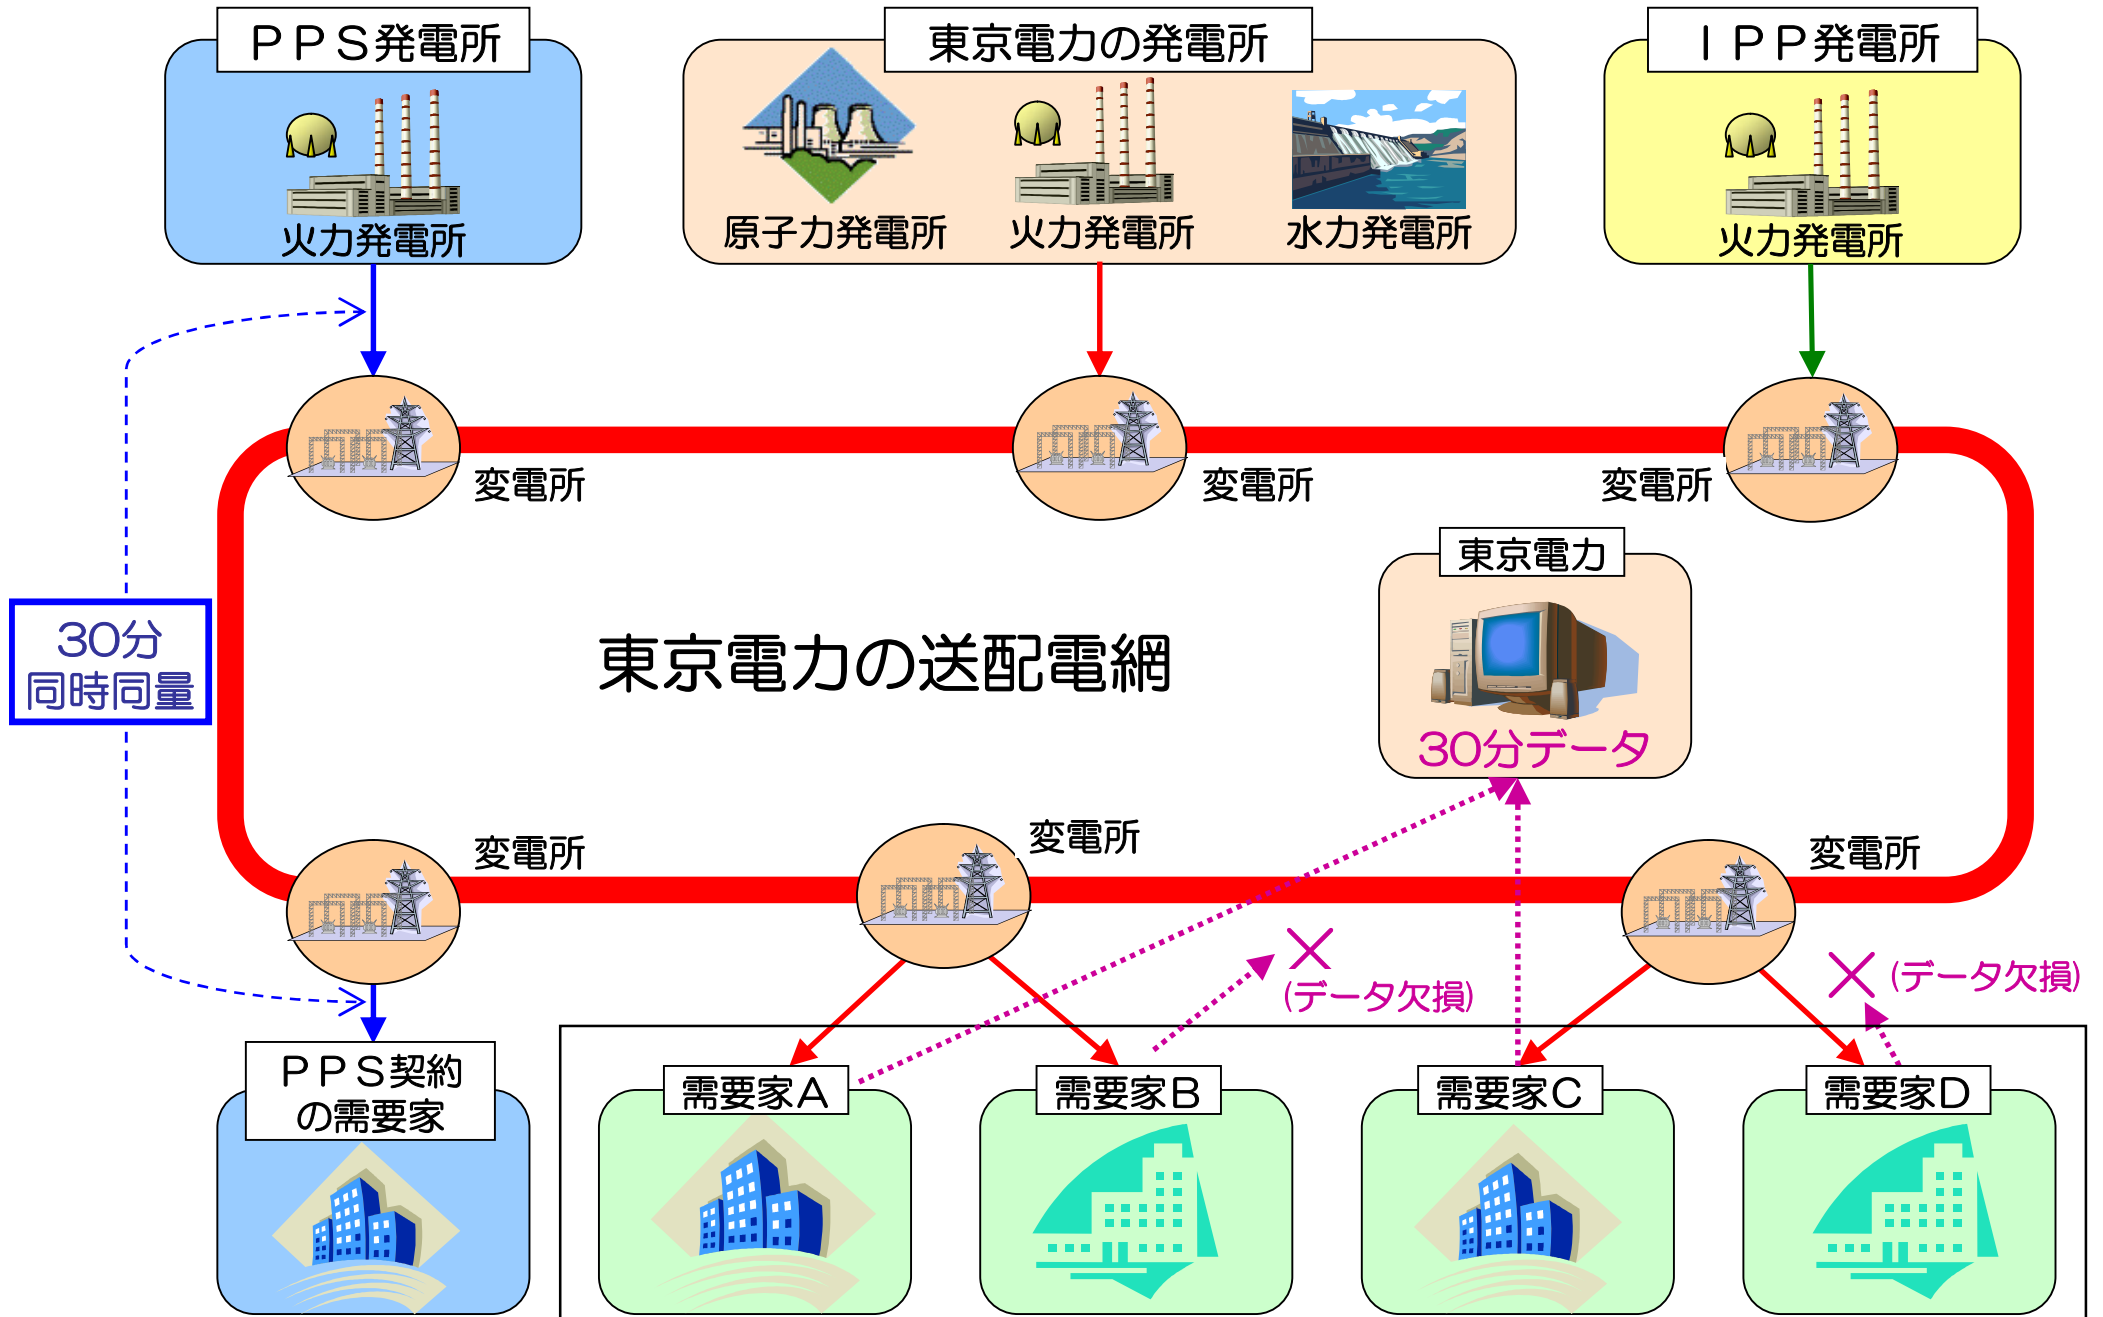 ＰＰＳ発電所
東京電力の発電所
ＩＰＰ発電所
火力発電所
原子力発電所
火力発電所
水力発電所
火力発電所
変電所
変電所
変電所
東京電力
30分
同時同量
東京電力の送配電網
30分データ
変電所
変電所
変電所
×
(データ欠損)
×
(データ欠損)
ＰＰＳ契約
の需要家
需要家A
需要家B
需要家C
需要家D